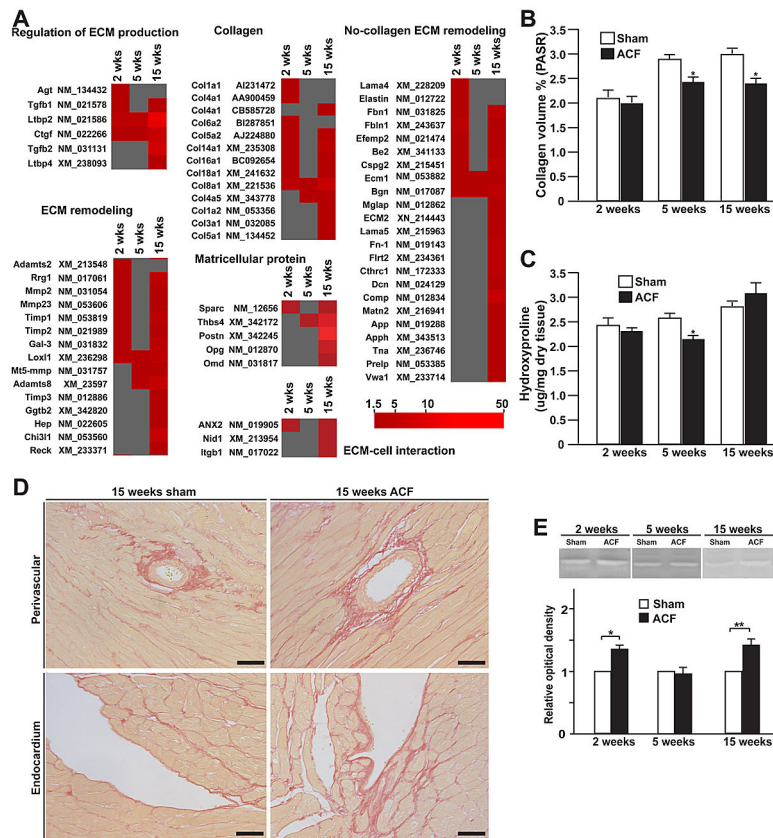 A
Regulation of ECM production
2 wks
5 wks
15 wks
Agt NM_134432
Tgfb1 NM_021578
Ltbp2 NM_021586
Ctgf NM_022266
Tgfb2 NM_031131
Ltbp4 NM_238093
ECM remodeling
2 wks
5 wks
15 wks
Adamts2 XM_213548
Rrg1 NM_017061
Mmp2 NM_031054
Mmp23 NM_053606
Timp1 NM_053819
Timp2 NM_021989
Gal-3 NM_031832
Loxl1 NM_236298
Mt5-mmp NM_031757
Adamts8 XM_23597
Timp3 NM_012886
Ggtb2 XM_342820
Hep NM_022605
Chi3l1 NM_053560
Reck XM_233371
Collagen
2 wks
5 wks
15 wks
Col1a1 AI231472
Col4a1 AA900459
Col4a1 CB585728
Col6a2 BI287851
Col5a2 AJ224880
Col14a1 XM_235308
Col16a1 BC092654
Col18a1 XM_241632
Col8a1 XM_221536
Col4a5 XM_343778
Col1a2 NM_053356
Col3a1 NM_032085
Col5a1 NM_134452
Matricellular protein
2 wks
5 wks
15 wks
Sparc NM_12656
Thbs4 XM_342172
Postn XM_342245
Opg NM_012870
Omd NM_031817
2 wks
5 wks
15 wks
ANX2 NM_019905
Nid1 XM_213954
Itgb1 NM_017022
ECM-cell interaction
No-collagen ECM remodeling
2 wks
5 wks
15 wks
Lama4 XM_228209
Elastin NM_012722
Fbn1 NM_031825
Fbln1 XM_243637
Efemp2 NM_021474
Be2 XM_341133
Cspg2 XM_215451
Ecm1 NM_053882
Bgn NM_017087
Mglap NM_012862
ECM2 XN_214443
Lama5 XM_215963
Fn-1 NM_019143
Flrt2 XM_234361
Cthrc1 NM_172333
Dcn NM_024129
Comp NM_012834
Matn2 XM_216941
App NM_019288
Apph XM_343513
Tna XM_236746
Prelp NM_053385
Vwa1 NM_233714
1.5 5 10 50
B
Collagen volume % (PASR)
3.5
3.0
2.5
2.0
1.5
1.0
0.5
0
Sham
ACF
*
*
2 weeks 5 weeks 15 weeks
C
Hydroxyproline
(ug/mg dry tissue)
3.5
3.0
2.5
2.0
1.5
1.0
0.5
0
Sham
ACF
*
2 weeks 5 weeks 15 weeks
D
15 weeks sham 15 weeks ACF
Perivascular
Endocardium
E
2 weeks 5 weeks 15 weeks
Sham ACF Sham ACF Sham ACF
Relative opitical density
2
1
0
Sham
ACF
*
**
2 weeks 5 weeks 15 weeks